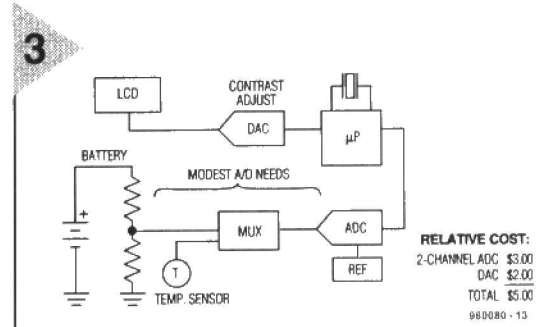 3
LCD
CONTRAST
ADJUST
DAC
µP
BATTERY
+
MODEST A/D NEEDS
MUX
ADC
REF
T
TEMP. SENSOR
RELATIVE COST:
2-CHANNEL ADC $3.00
DAC $2.00
TOTAL $5.00
960080 - 13